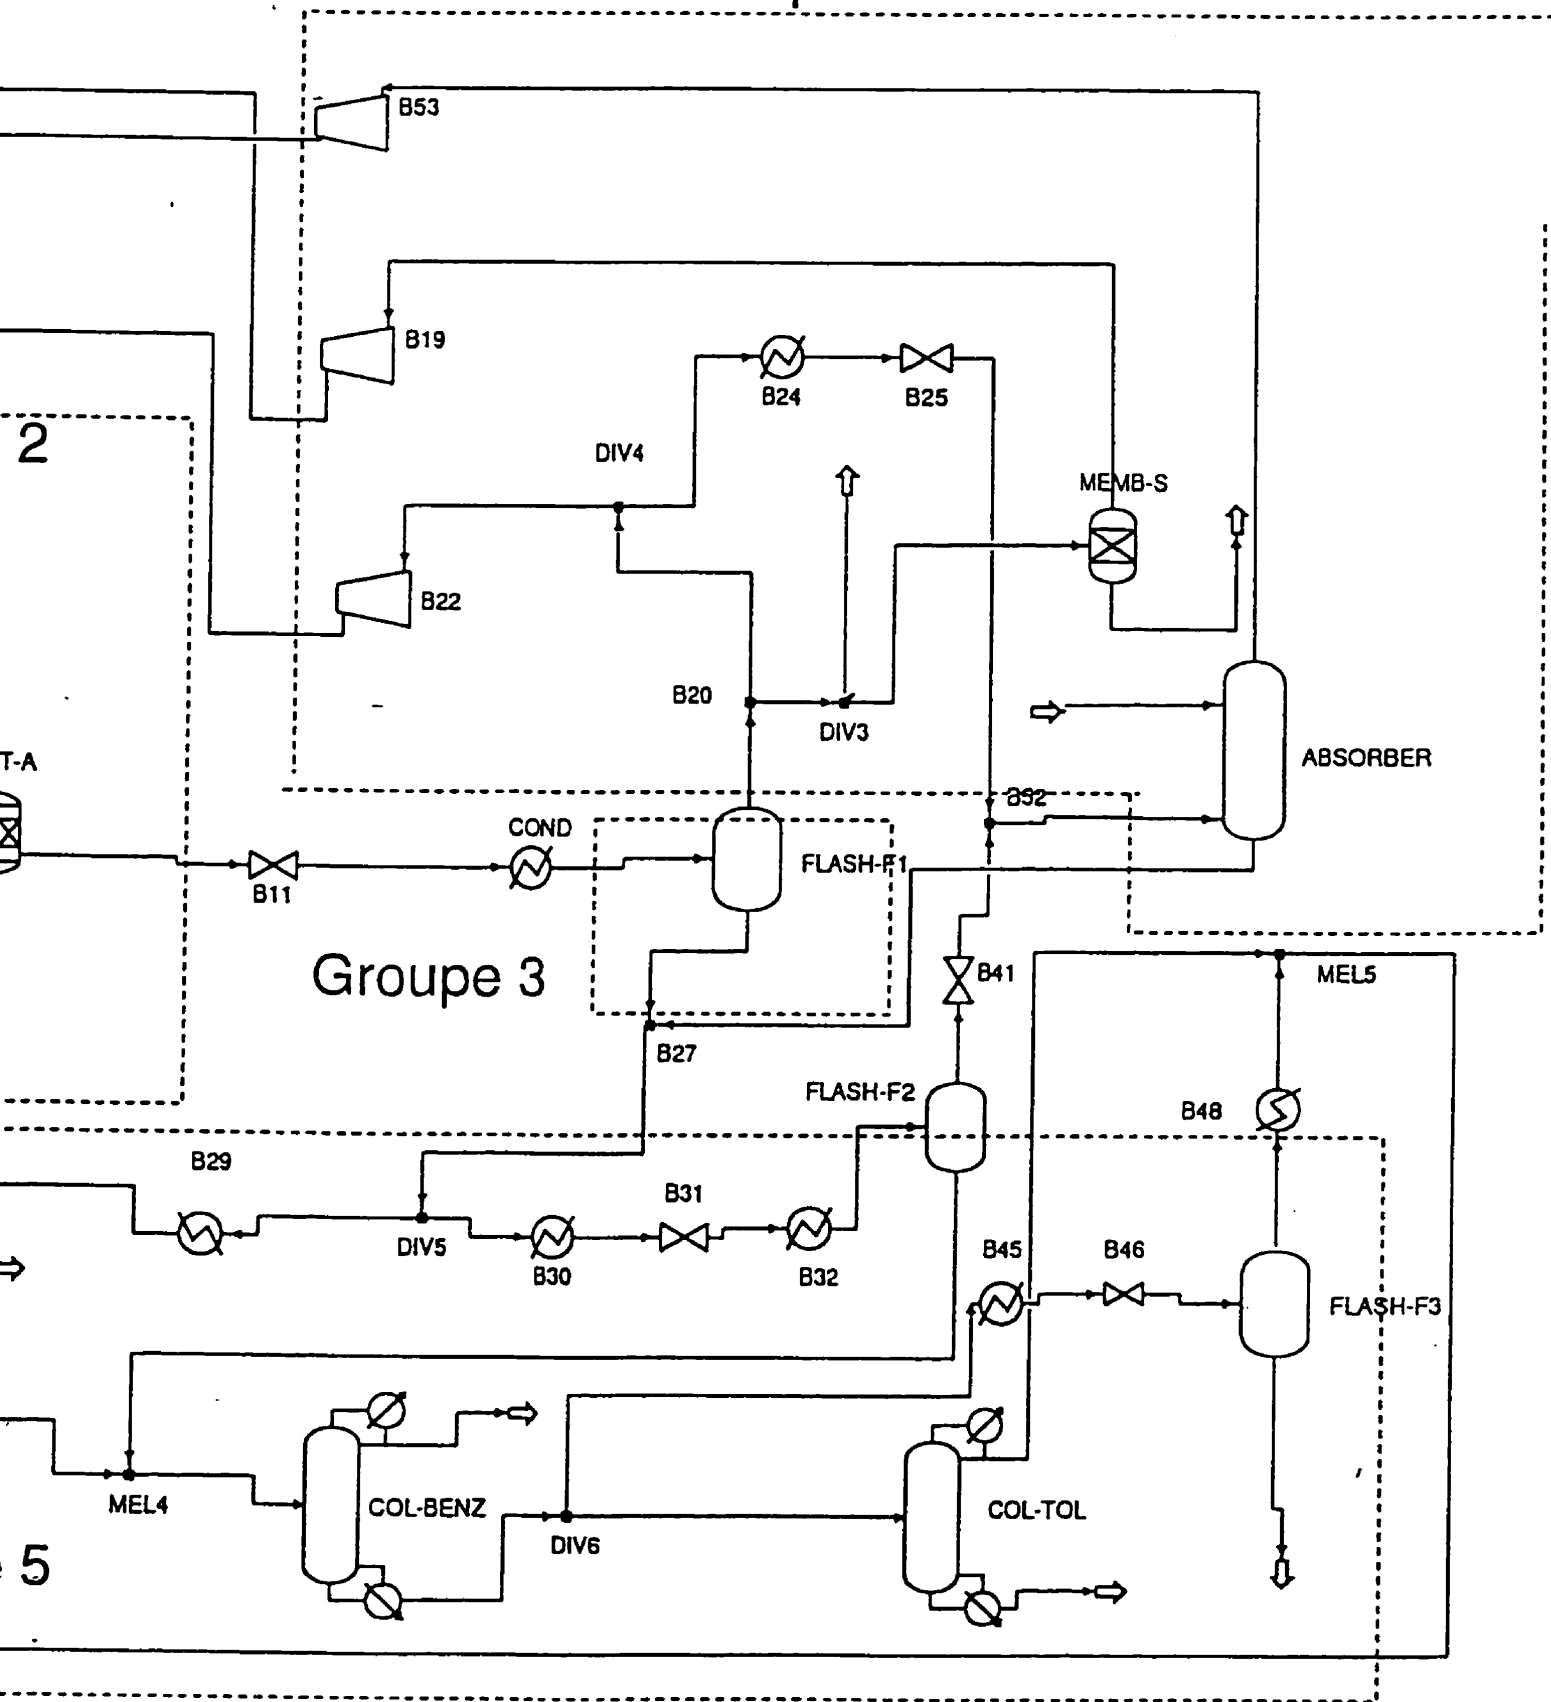 B53
B19
2
B24
B25
DIV4
MEMB-S
B22
B20
DIV3
T-A
ABSORBER
B52
COND
FLASH-F1
B11
Groupe 3
B41
MEL5
B27
FLASH-F2
B48
B29
B31
DIV5
B30
B32
B45
B46
FLASH-F3
MEL4
COL-BENZ
DIV6
COL-TOL
5